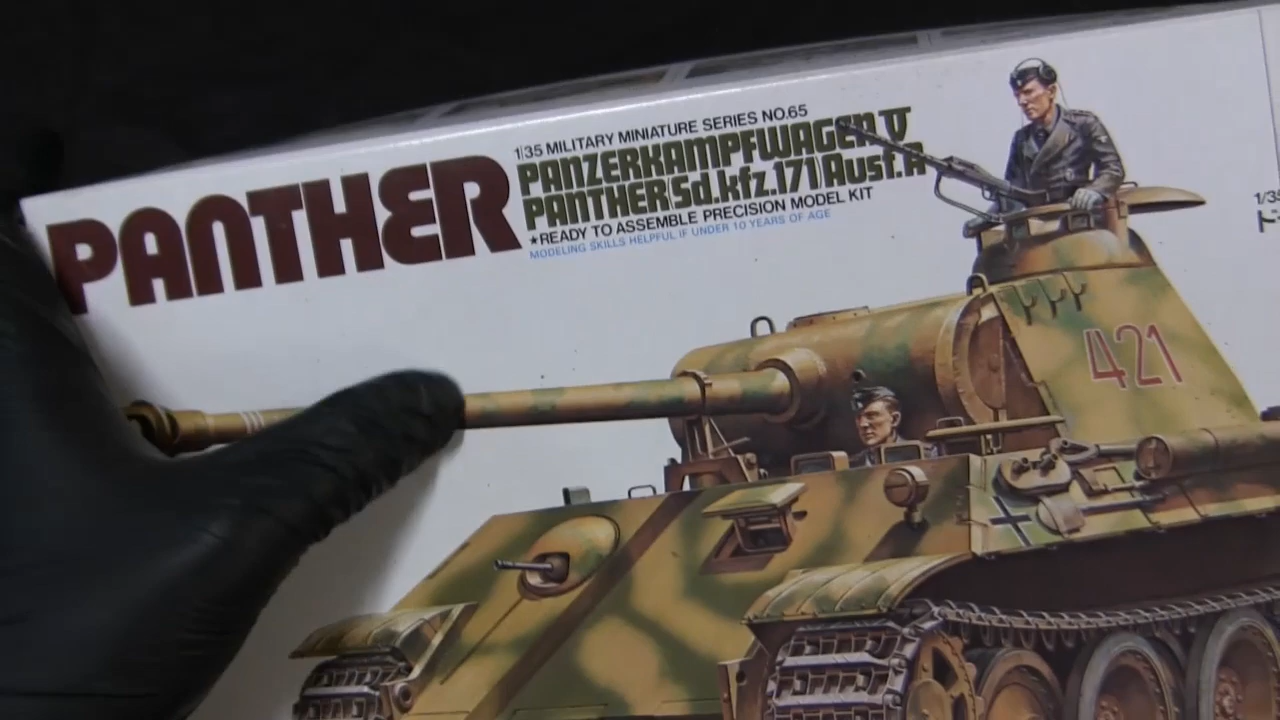 PANTHER
1/35 MILITARY MINIATURE SERIES NO.65
PANZERKAMPFWAGEN V
PANTHER(Sd.kfz.171)Ausf.A
★READY TO ASSEMBLE PRECISION MODEL KIT
MODELING SKILLS HELPFUL IF UNDER 10 YEARS OF AGE
421